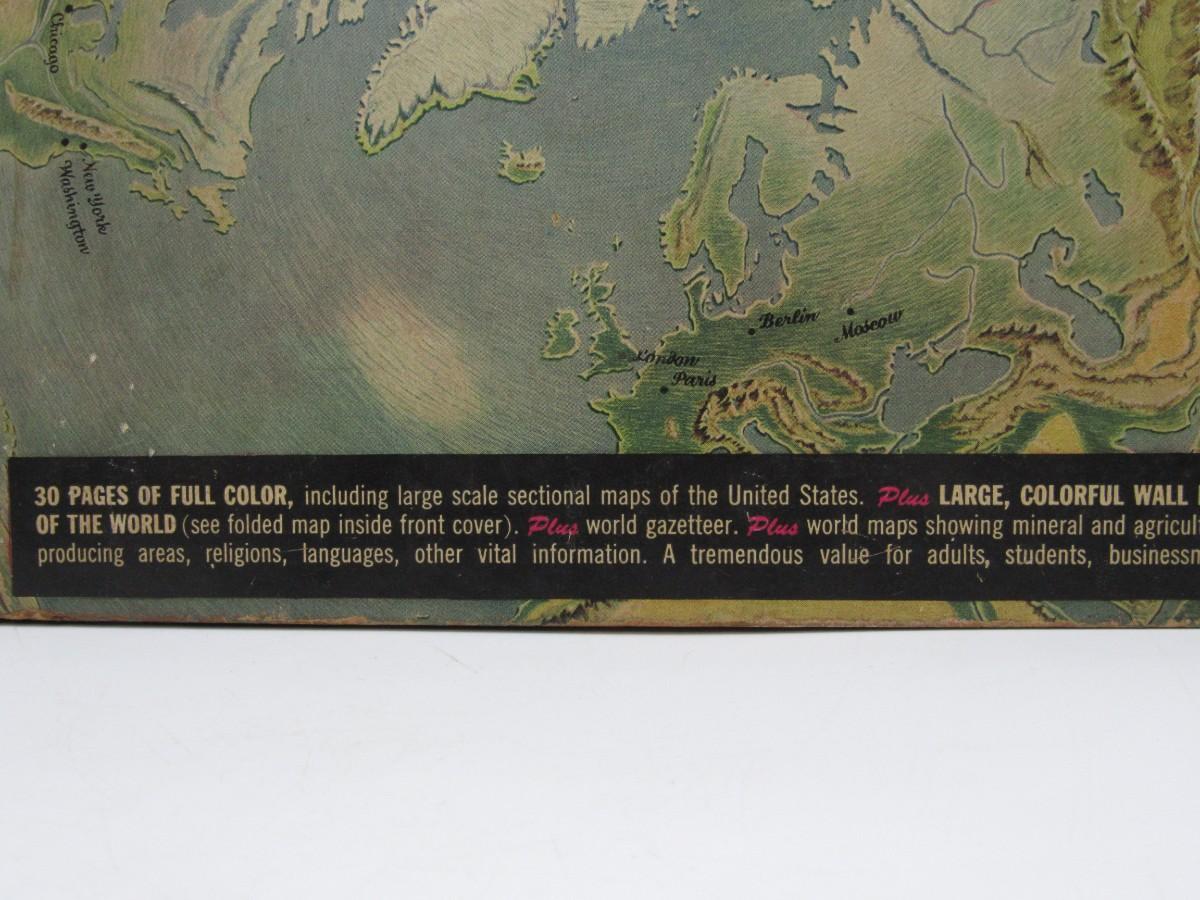 Chicago
New York
Washington
Berlin
Moscow
London
Paris
30 PAGES OF FULL COLOR, including large scale sectional maps of the United States. Plus LARGE, COLORFUL WALL
OF THE WORLD (see folded map inside front cover). Plus world gazetteer. Plus world maps showing mineral and agricul
producing areas, religions, languages, other vital information. A tremendous value for adults, students, businessm